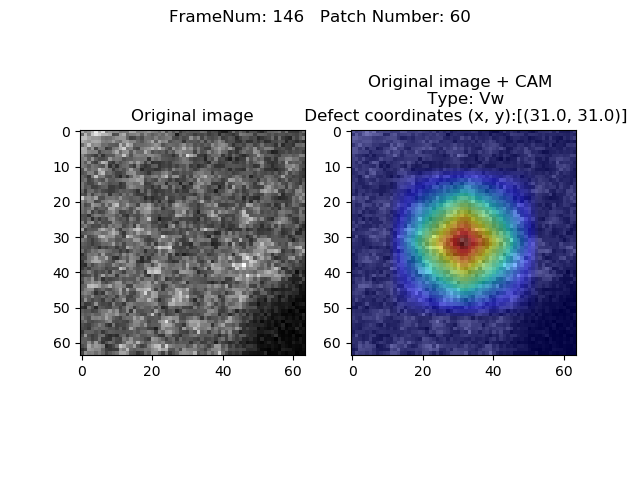 FrameNum: 146   Patch Number: 60
Original image
Original image + CAM
Type: Vw
Defect coordinates (x, y):[(31.0, 31.0)]
0
10
20
30
40
50
60
0 20 40 60
0
10
20
30
40
50
60
0 20 40 60